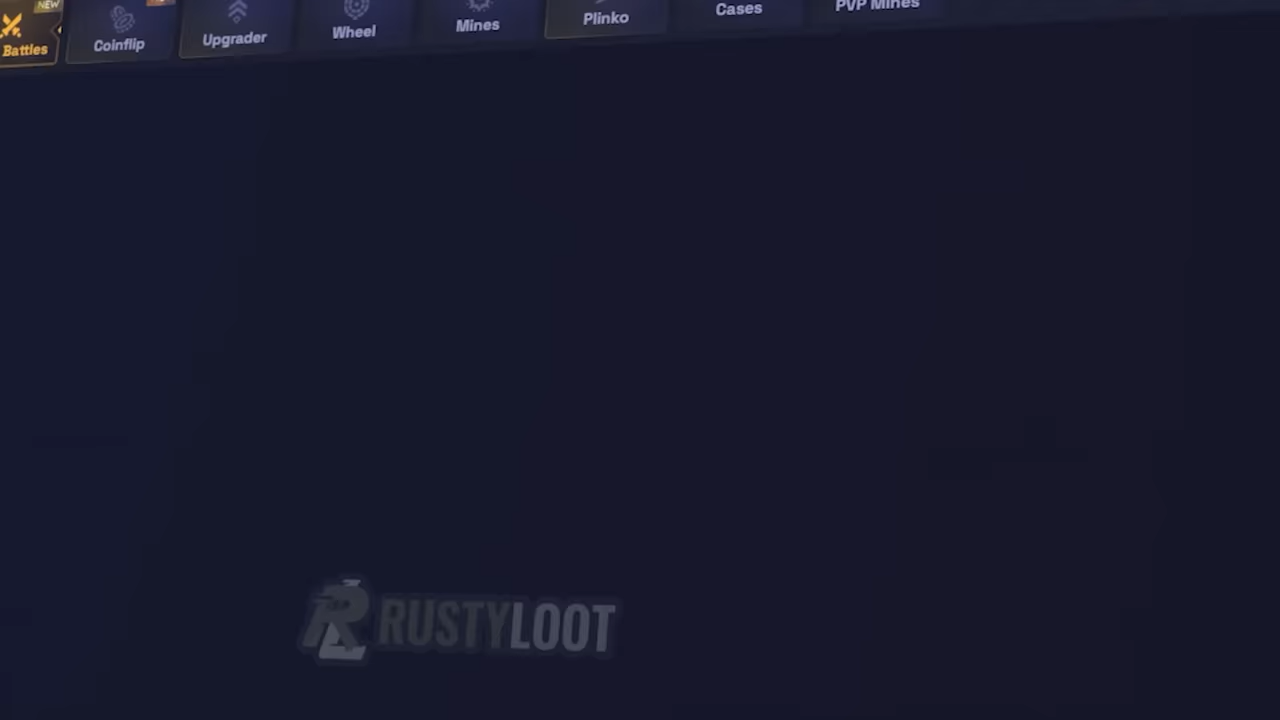 NEW
Battles
Coinflip
Upgrader
Wheel
Mines
Plinko
Cases
PVP Mines
RUSTYLOOT